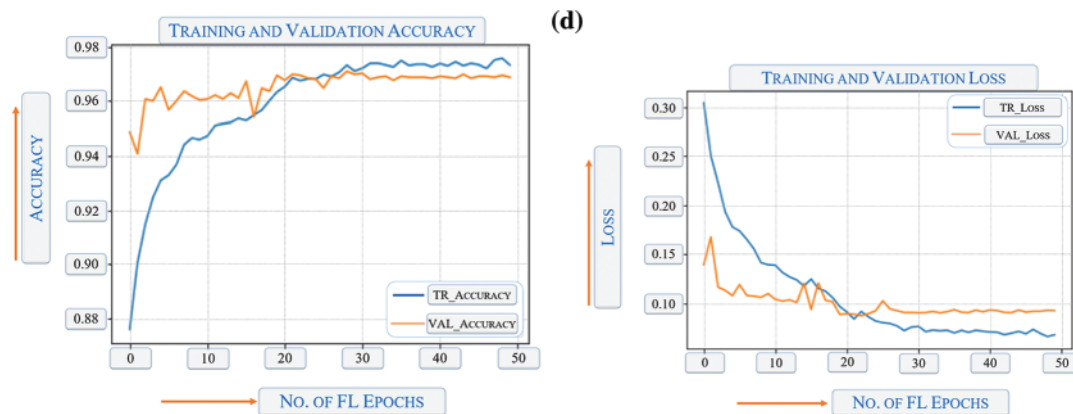 TRAINING AND VALIDATION ACCURACY
0.98
0.96
0.94
0.92
0.90
0.88
ACCURACY
TR_ACCURACY
VAL_ACCURACY
0 10 20 30 40 50
NO. OF FL EPOCHS
(d)
TRAINING AND VALIDATION LOSS
0.30
0.25
0.20
0.15
0.10
LOSS
TR_LOSS
VAL_LOSS
0 10 20 30 40 50
NO. OF FL EPOCHS